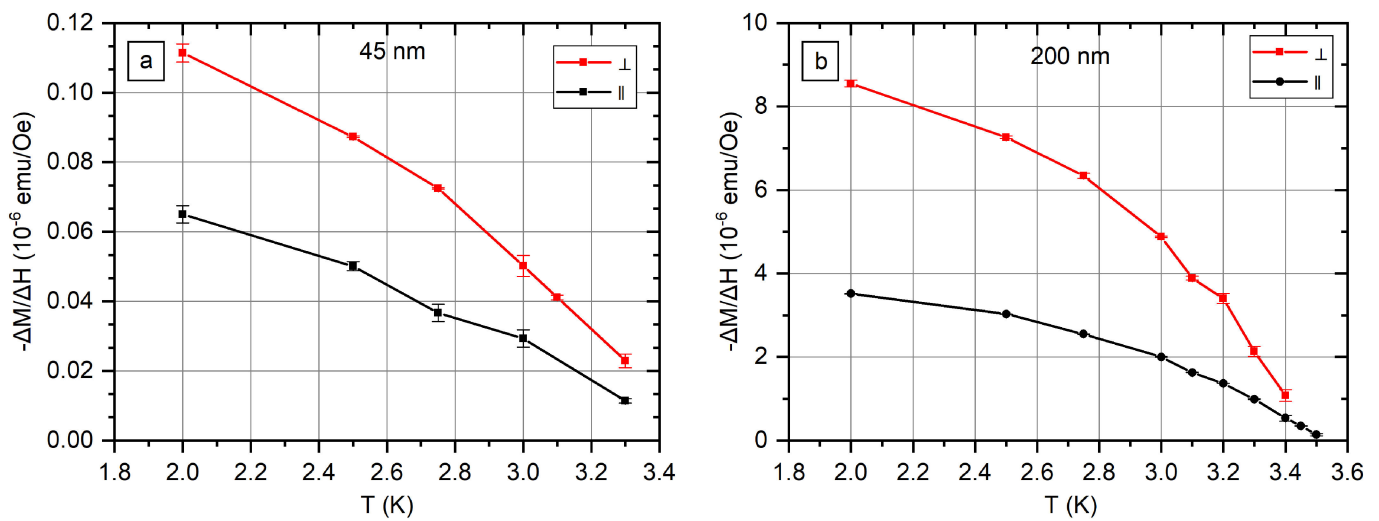 a
45 nm
⊥
∥
-ΔM/ΔH (10⁻⁶ emu/Oe)
0.12
0.10
0.08
0.06
0.04
0.02
0.00
1.8 2.0 2.2 2.4 2.6 2.8 3.0 3.2 3.4
T (K)
b
200 nm
⊥
∥
-ΔM/ΔH (10⁻⁶ emu/Oe)
10
8
6
4
2
0
1.8 2.0 2.2 2.4 2.6 2.8 3.0 3.2 3.4 3.6
T (K)